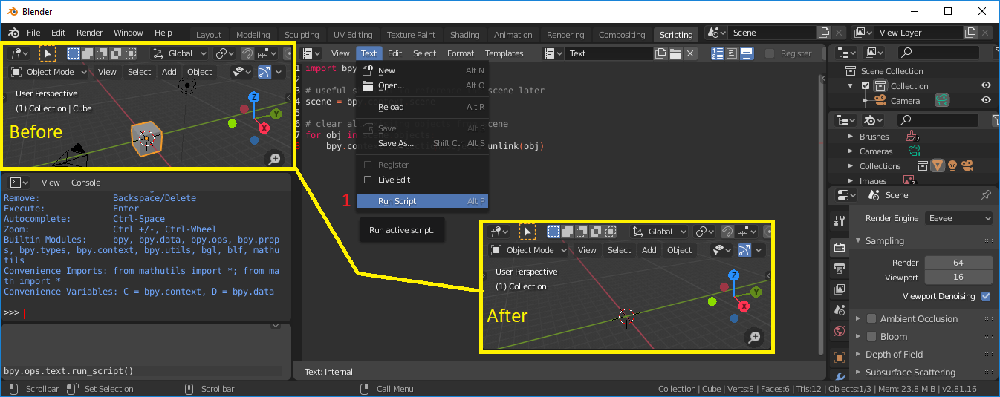 Blender
File Edit Render Window Help Layout Modeling Sculpting UV Editing Texture Paint Shading Animation Rendering Compositing Scripting Scene View Layer
Global
Object Mode View Select Add Object
User Perspective
(1) Collection | Cube
Before
Z
Y
X
View Console
Remove: Backspace/Delete
Execute: Enter
Autocomplete: Ctrl-Space
Zoom: Ctrl +/-, Ctrl-Wheel
Builtin Modules: bpy, bpy.data, bpy.ops, bpy.prop
s, bpy.types, bpy.context, bpy.utils, bgl, blf, mathu
tils
Convenience Imports: from mathutils import *; from ma
th import *
Convenience Variables: C = bpy.context, D = bpy.data
>>>
bpy.ops.text.run_script()
View Text Edit Select Format Templates Text Register
1 import bpy
2
# useful s
4 scene = bp
5
6 # clear al
7 for obj in
8 bpy.co
scene later
scene
unlink(obj)
New Alt N
Open... Alt O
Reload Alt R
Save Alt S
Save As... Shift Ctrl Alt S
Register
Live Edit
1 Run Script Alt P
Run active script.
Global
Object Mode View Select Add Object
User Perspective
(1) Collection
After
Z
Y
X
Text: Internal
Scene Collection
Collection
Camera
Brushes 47
Cameras
Collections
Images 2
Scene
Render Engine Eevee
Sampling
Render 64
Viewport 16
Viewport Denoising
Ambient Occlusion
Bloom
Depth of Field
Subsurface Scattering
Scrollbar Set Selection Scrollbar Call Menu Collection | Cube | Verts:8 | Faces:6 | Tris:12 | Objects:1/3 | Mem: 23.8 MiB | v2.81.16